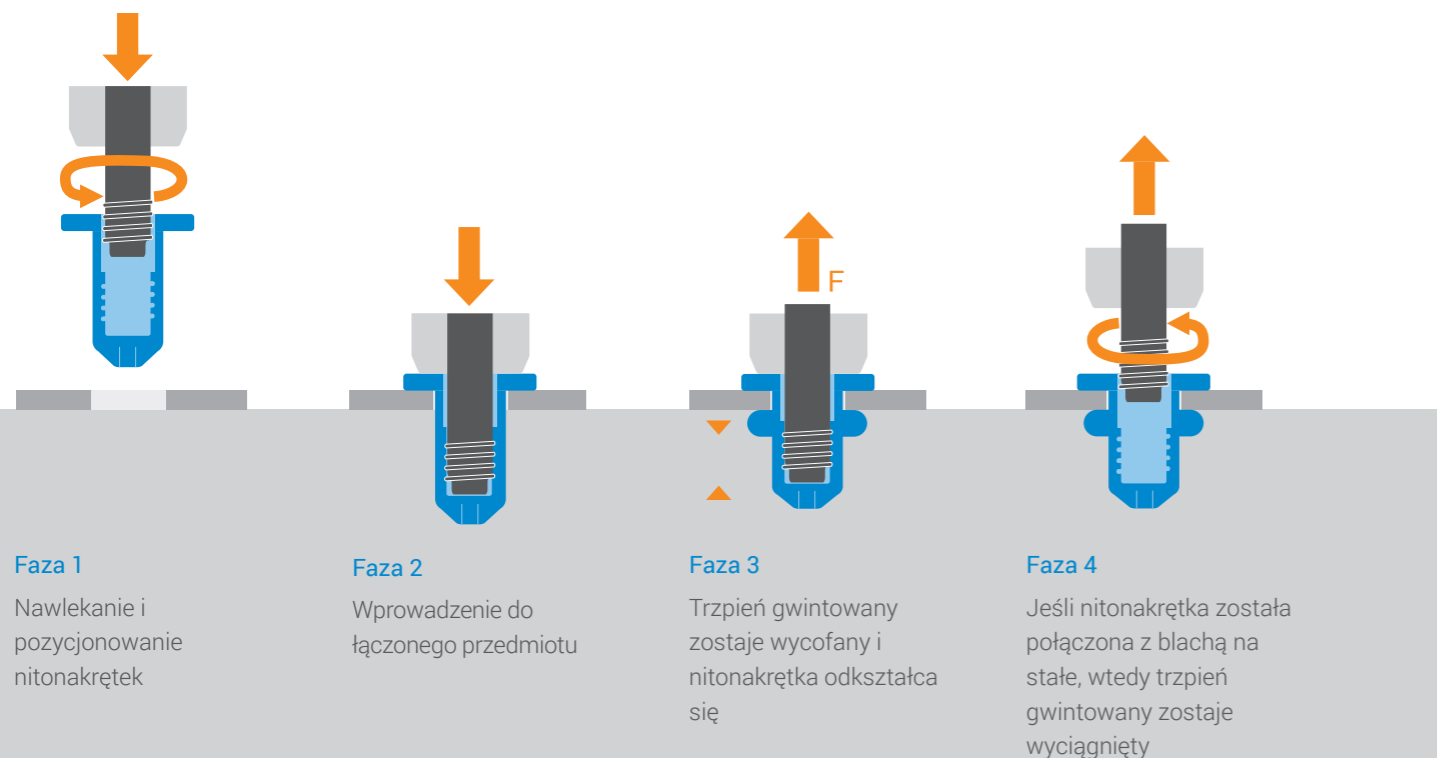 F
Faza 1
Nawlekanie i
pozycjonowanie
nitonakrętek
Faza 2
Wprowadzenie do
łączonego przedmiotu
Faza 3
Trzpień gwintowany
zostaje wycofany i
nitonakrętka odkształca
się
Faza 4
Jeśli nitonakrętka została
połączona z blachą na
stałe, wtedy trzpień
gwintowany zostaje
wyciągnięty